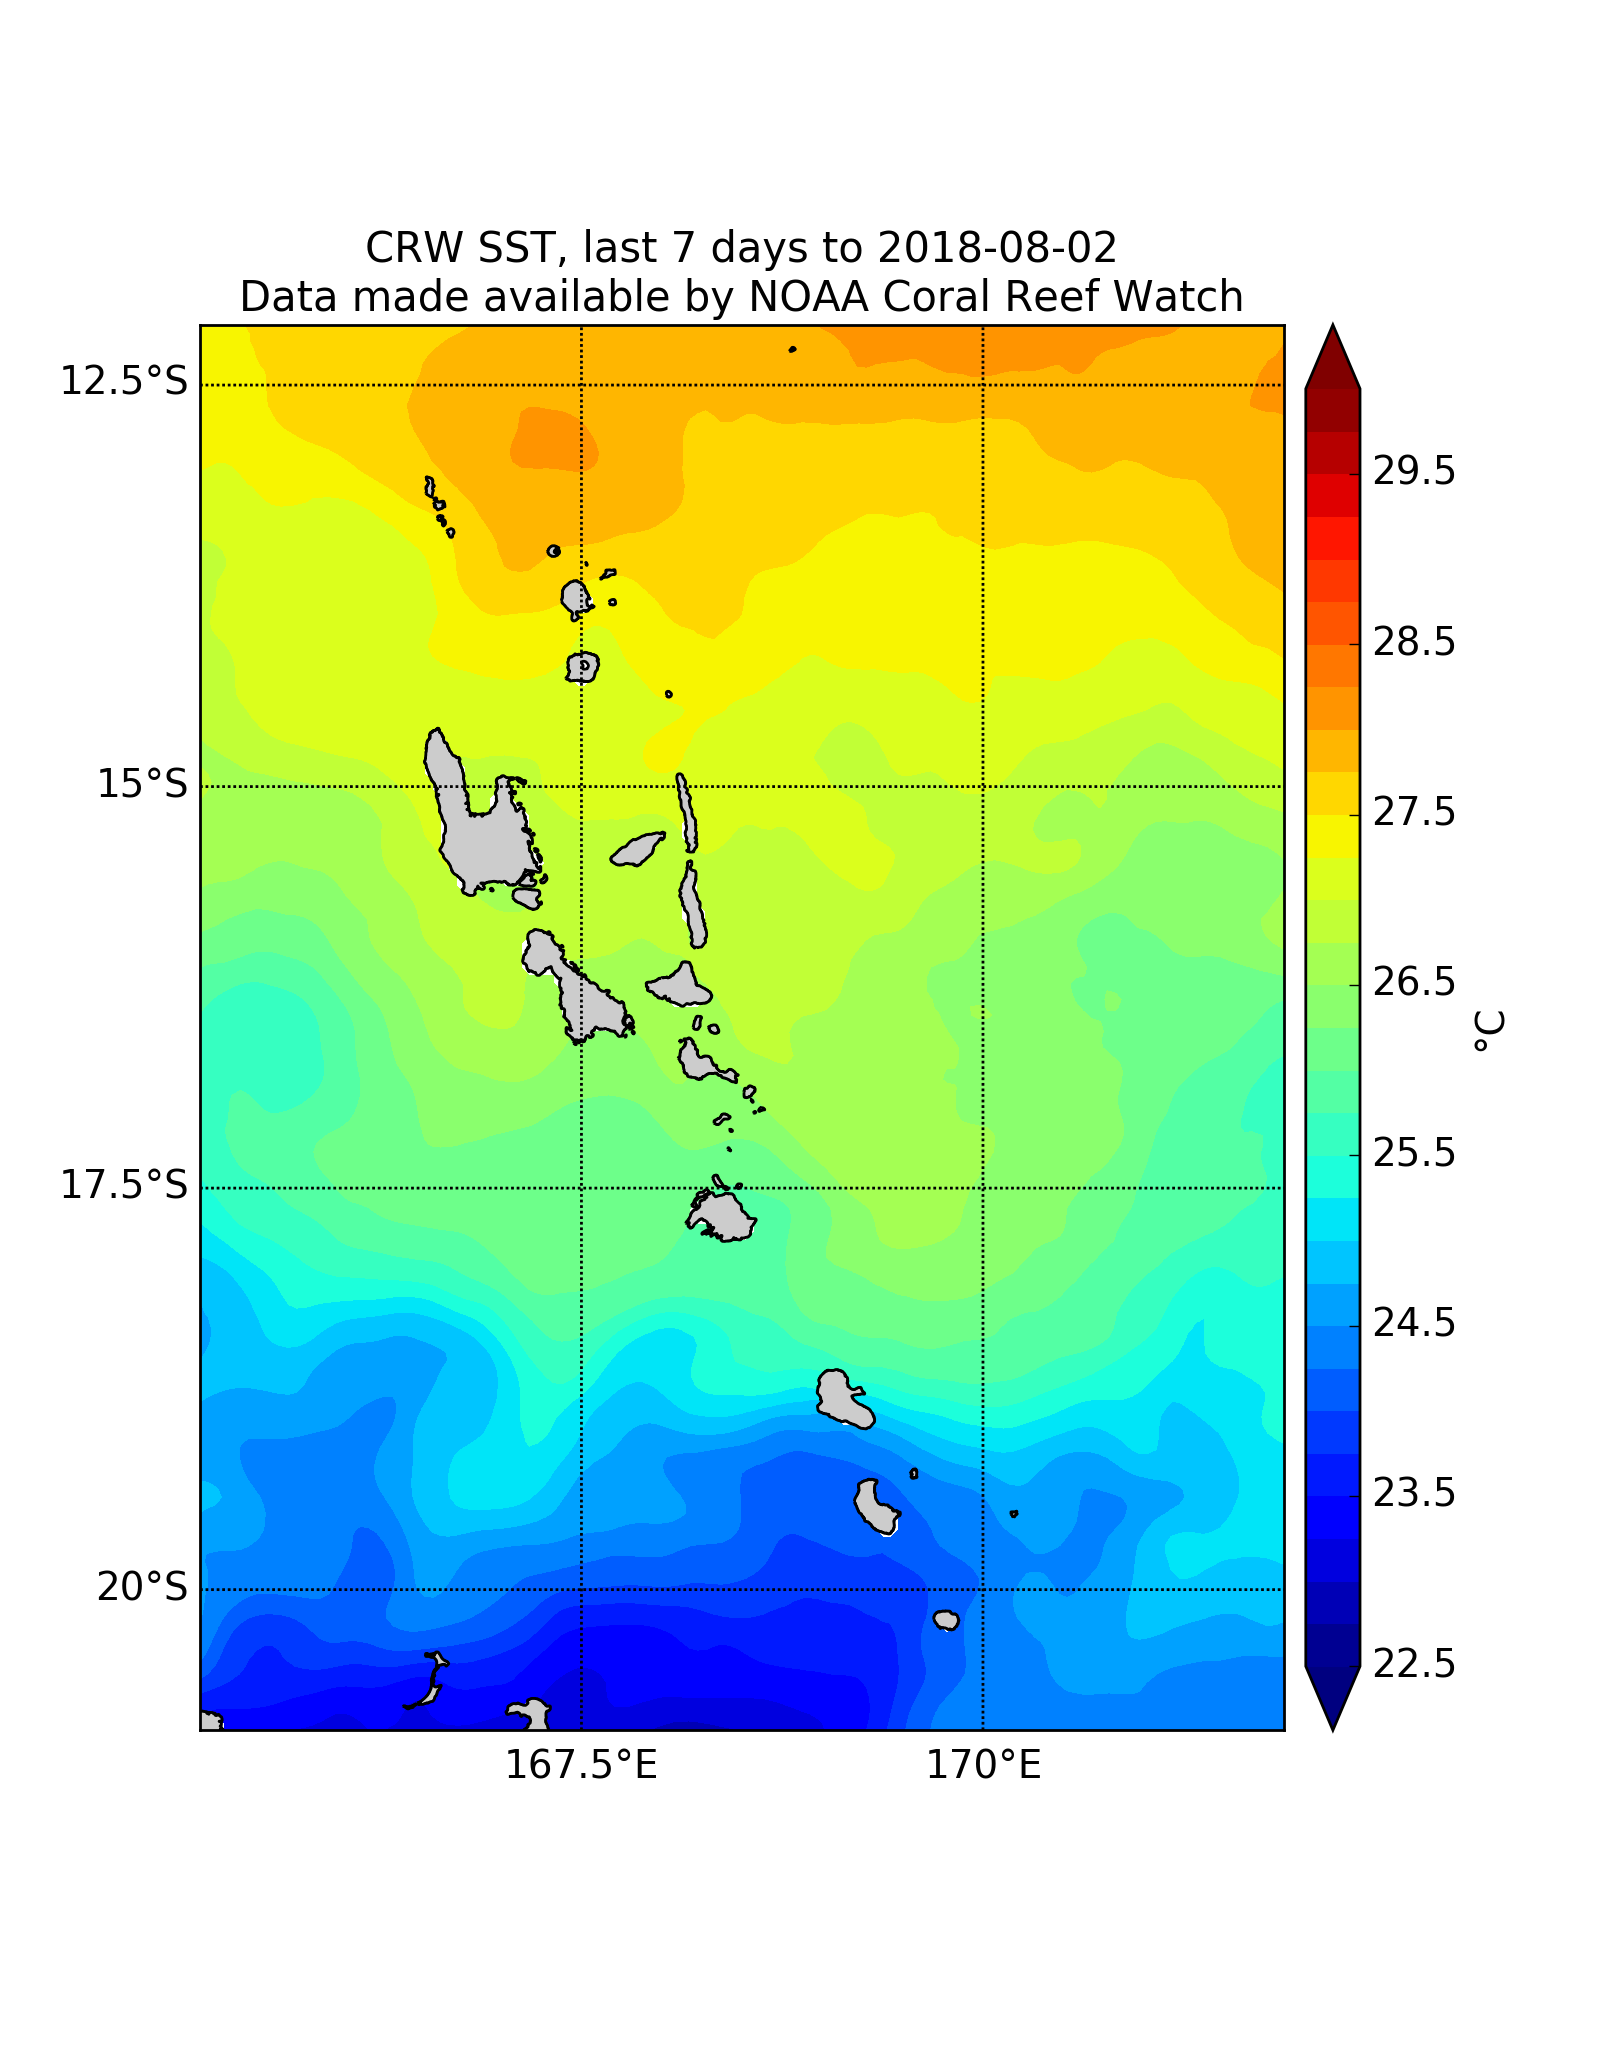 CRW SST, last 7 days to 2018-08-02
Data made available by NOAA Coral Reef Watch
12.5°S
15°S
17.5°S
20°S
167.5°E
170°E
29.5
28.5
27.5
26.5
25.5
24.5
23.5
22.5
°C